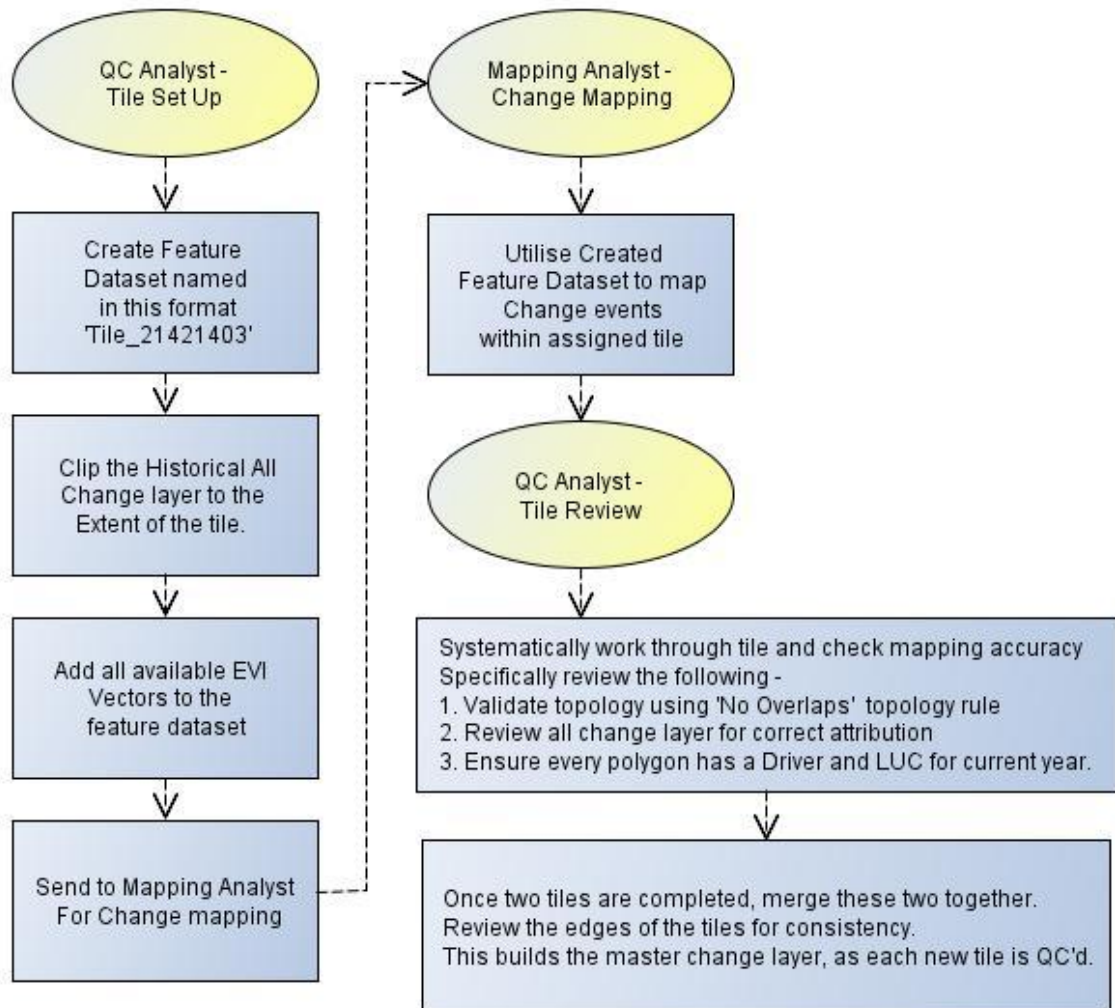 QC Analyst -
Tile Set Up
Create Feature
Dataset named
in this format
'Tile_21421403'
Clip the Historical All
Change layer to the
Extent of the tile.
Add all available EVI
Vectors to the
feature dataset
Send to Mapping Analyst
For Change mapping
Mapping Analyst -
Change Mapping
Utilise Created
Feature Dataset to map
Change events
within assigned tile
QC Analyst -
Tile Review
Systematically work through tile and check mapping accuracy
Specifically review the following -
1. Validate topology using 'No Overlaps' topology rule
2. Review all change layer for correct attribution
3. Ensure every polygon has a Driver and LUC for current year.
Once two tiles are completed, merge these two together.
Review the edges of the tiles for consistency.
This builds the master change layer, as each new tile is QC'd.